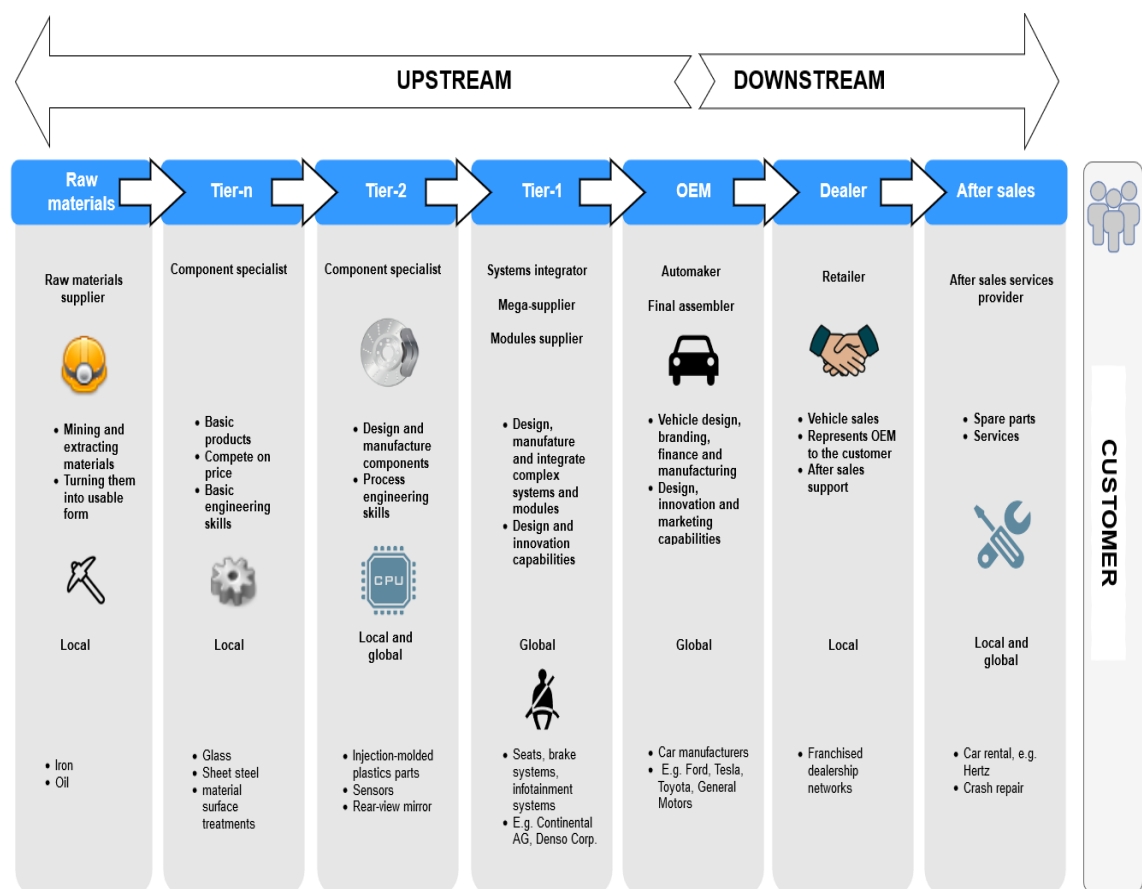 UPSTREAM
DOWNSTREAM
Raw
materials
Tier-n
Tier-2
Tier-1
OEM
Dealer
After sales
Raw materials
supplier
• Mining and
extracting
materials
• Turning them
into usable
form
Local
• Iron
• Oil
Component specialist
• Basic
products
• Compete on
price
• Basic
engineering
skills
Local
• Glass
• Sheet steel
• material
surface
treatments
Component specialist
• Design and
manufacture
components
• Process
engineering
skills
CPU
Local and
global
• Injection-molded
plastics parts
• Sensors
• Rear-view mirror
Systems integrator
Mega-supplier
Modules supplier
• Design,
manufature
and integrate
complex
systems and
modules
• Design and
innovation
capabilities
Global
• Seats, brake
systems,
infotainment
systems
• E.g. Continental
AG, Denso Corp.
Automaker
Final assembler
• Vehicle design,
branding,
finance and
manufacturing
• Design,
innovation and
marketing
capabilities
Global
• Car manufacturers
• E.g. Ford, Tesla,
Toyota, General
Motors
Retailer
• Vehicle sales
• Represents OEM
to the customer
• After sales
support
Local
• Franchised
dealership
networks
After sales services
provider
• Spare parts
• Services
Local and
global
• Car rental, e.g.
Hertz
• Crash repair
CUSTOMER